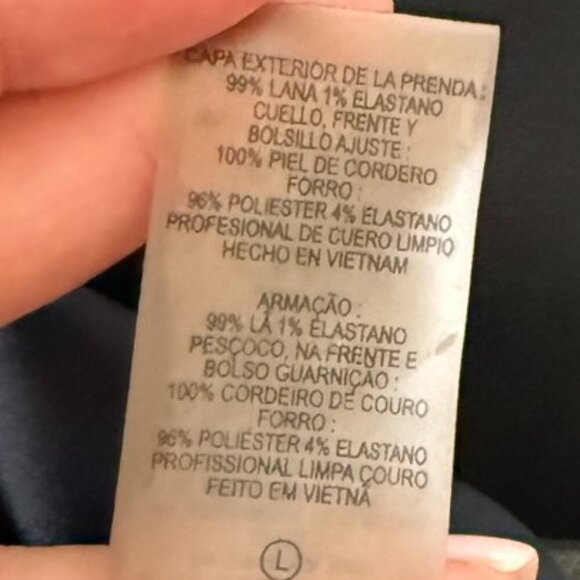 CAPA EXTERIOR DE LA PRENDA:
99% LANA 1% ELASTANO
CUELLO, FRENTE Y
BOLSILLO AJUSTE:
100% PIEL DE CORDERO
FORRO:
96% POLIESTER 4% ELASTANO
PROFESIONAL DE CUERO LIMPIO
HECHO EN VIETNAM
ARMAÇÃO:
99% LÃ 1% ELASTANO
PESÇOCO, NA FRENTE E
BOLSO GUARNIÇÃO:
100% CORDEIRO DE COURO
FORRO:
96% POLIÉSTER 4% ELASTANO
PROFISSIONAL LIMPA COURO
FEITO EM VIETNÃ
L